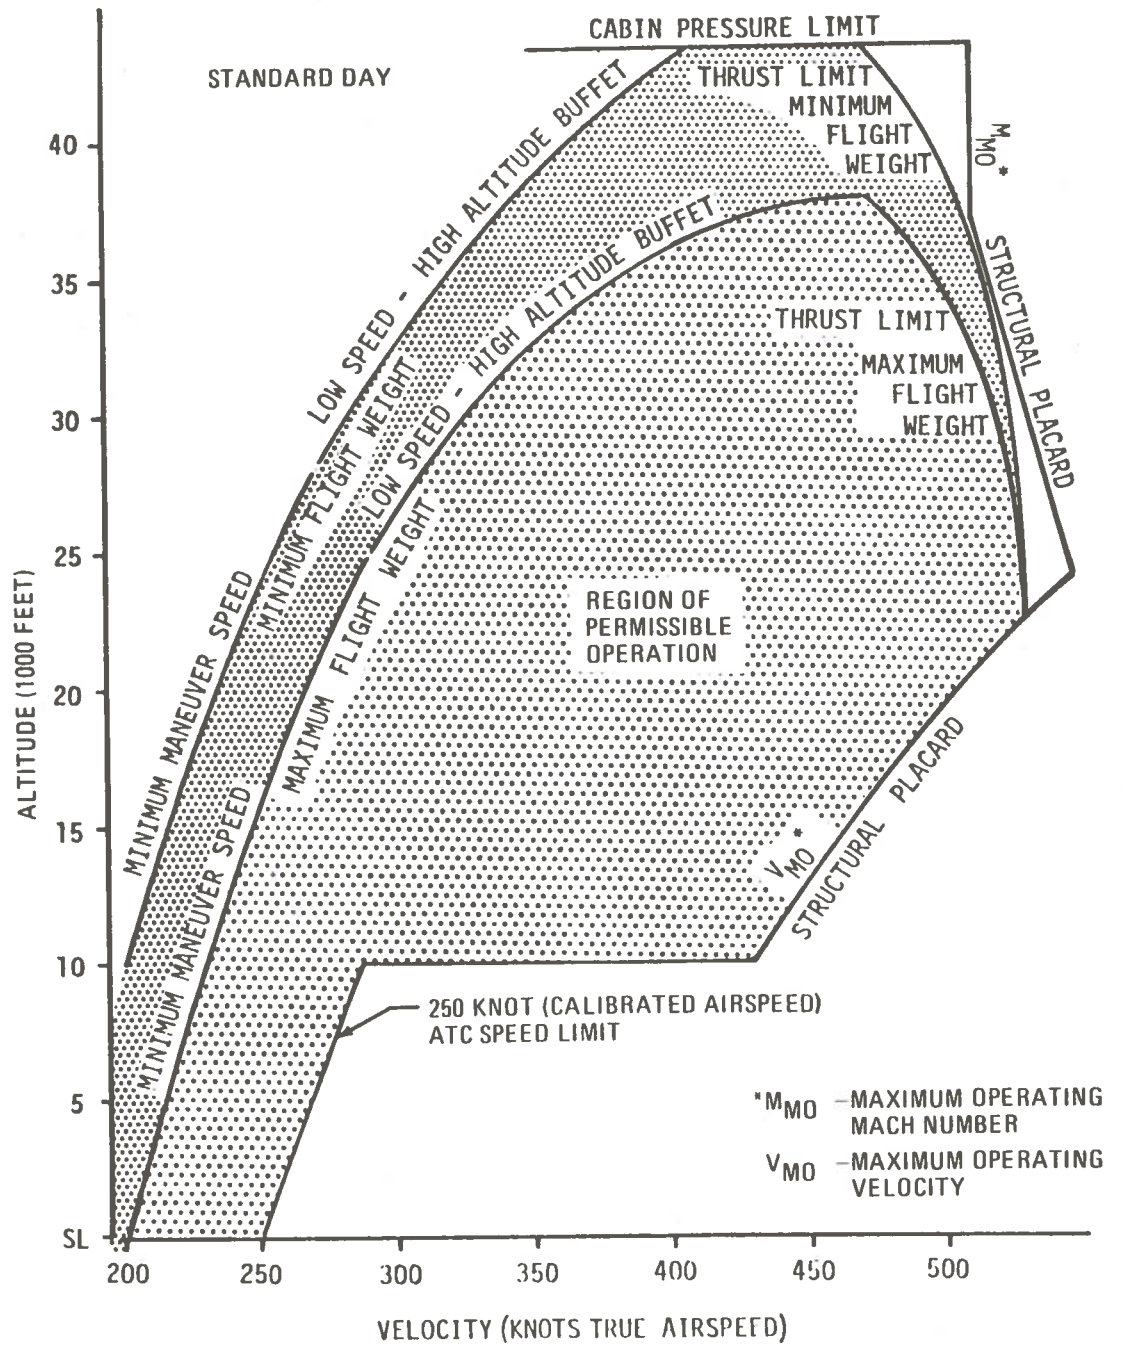 CABIN PRESSURE LIMIT
STANDARD DAY
THRUST LIMIT
MINIMUM
FLIGHT
WEIGHT
MMO*
STRUCTURAL PLACARD
LOW SPEED - HIGH ALTITUDE BUFFET
MINIMUM FLIGHT WEIGHT
LOW SPEED - HIGH ALTITUDE BUFFET
MAXIMUM FLIGHT WEIGHT
THRUST LIMIT
MAXIMUM
FLIGHT
WEIGHT
MINIMUM MANEUVER SPEED
MINIMUM MANEUVER SPEED
REGION OF
PERMISSIBLE
OPERATION
VMO*
STRUCTURAL PLACARD
250 KNOT (CALIBRATED AIRSPEED)
ATC SPEED LIMIT
*MMO -MAXIMUM OPERATING
MACH NUMBER
VMO -MAXIMUM OPERATING
VELOCITY
ALTITUDE (1000 FEET)
40
35
30
25
20
15
10
5
SL
200 250 300 350 400 450 500
VELOCITY (KNOTS TRUE AIRSPEED)